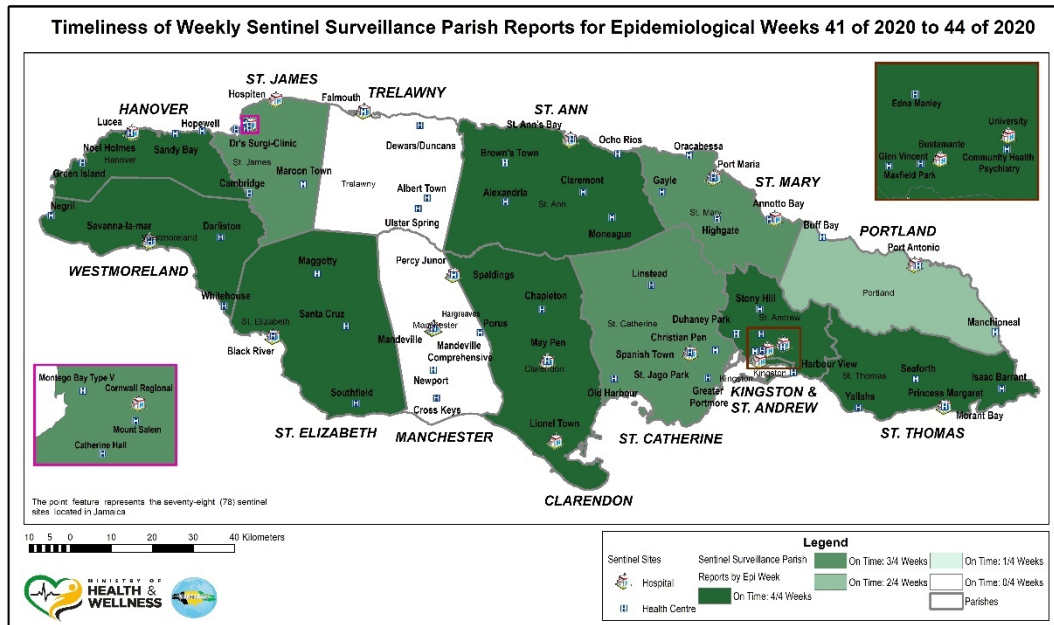 Timeliness of Weekly Sentinel Surveillance Parish Reports for Epidemiological Weeks 41 of 2020 to 44 of 2020
ST. JAMES
Hospiten
HANOVER
Lucea
Hopewell
Noel Holmes
Hanover
Sandy Bay
Green Island
Dr's Surgi-Clinic
St. James
Maroon Town
Cambridge
TRELAWNY
Falmouth
Dewars/Duncans
Trelawny
Albert Town
Ulster Spring
ST. ANN
St. Ann's Bay
Ocho Rios
Brown's Town
Alexandria
Claremont
St. Ann
Moneague
Oracabessa
Port Maria
Gayle
ST. MARY
St. Mary
Annotto Bay
Highgate
Buff Bay
PORTLAND
Port Antonio
Portland
Manchioneal
Edna Manley
University
Bustamante
Glen Vincent
Maxfield Park
Community Health
Psychiatry
Negril
Savanna-la-mar
Westmoreland
Darliston
WESTMORELAND
Whitehouse
Maggotty
St. Elizabeth
Santa Cruz
Black River
Southfield
ST. ELIZABETH
Percy Junor
Hargreaves
Manchester
Mandeville
Mandeville
Comprehensive
Porus
Newport
Cross Keys
MANCHESTER
Spaldings
Chapleton
May Pen
Clarendon
Lionel Town
CLARENDON
Linstead
St. Catherine
Christian Pen
Spanish Town
St. Jago Park
Old Harbour
Greater
Portmore
ST. CATHERINE
Stony Hill
St. Andrew
Duhaney Park
Kingston
Kingston
Harbour View
KINGSTON &
ST. ANDREW
St. Thomas
Seaforth
Isaac Barrant
Yallahs
Princess Margaret
Morant Bay
ST. THOMAS
Montego Bay Type V
Cornwall Regional
Mount Salem
Catherine Hall
The point feature represents the seventy-eight (78) sentinel
sites located in Jamaica.
10 5 0 10 20 30 40 Kilometers
MINISTRY OF
HEALTH &
WELLNESS
Legend
Sentinel Sites
Hospital
Health Centre
Sentinel Surveillance Parish
Reports by Epi Week
On Time: 4/4 Weeks
On Time: 3/4 Weeks
On Time: 2/4 Weeks
On Time: 1/4 Weeks
On Time: 0/4 Weeks
Parishes